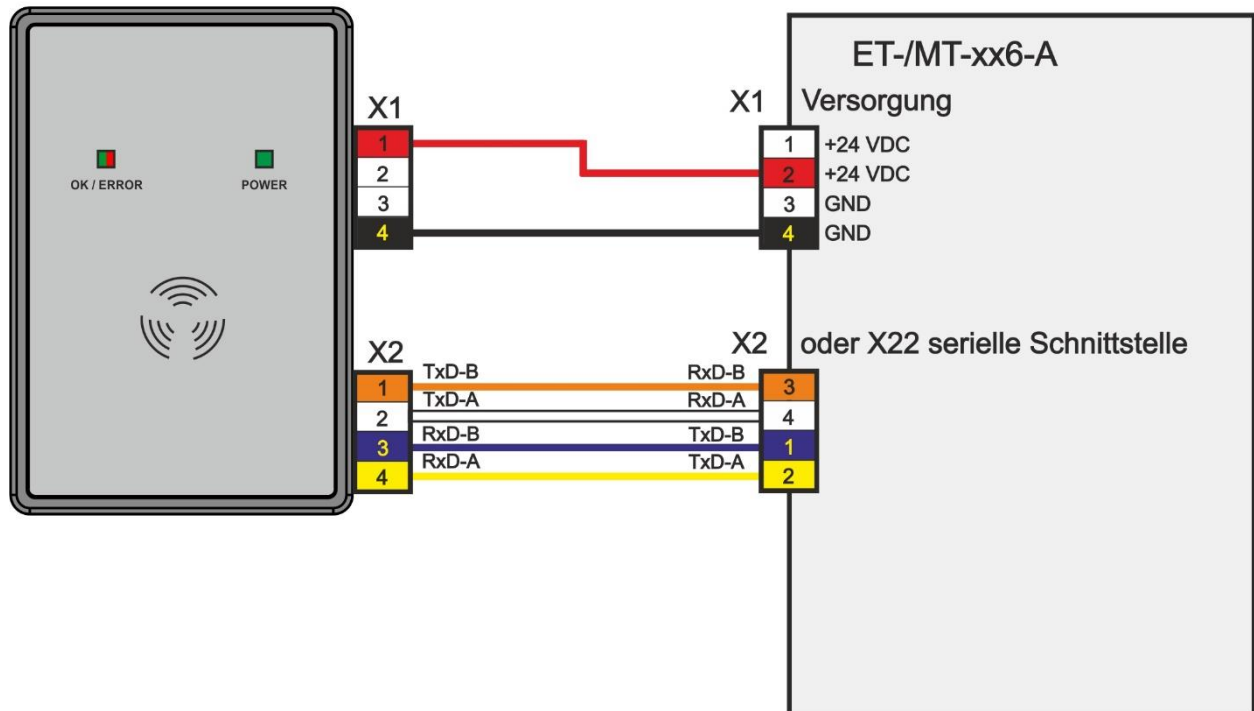 ET-/MT-xx6-A
X1
X1 Versorgung
1
1 +24 VDC
2
2 +24 VDC
3
3 GND
4
4 GND
OK / ERROR
POWER
X2
X2 oder X22 serielle Schnittstelle
1 TxD-B RxD-B 3
2 TxD-A RxD-A 4
3 RxD-B TxD-B 1
4 RxD-A TxD-A 2